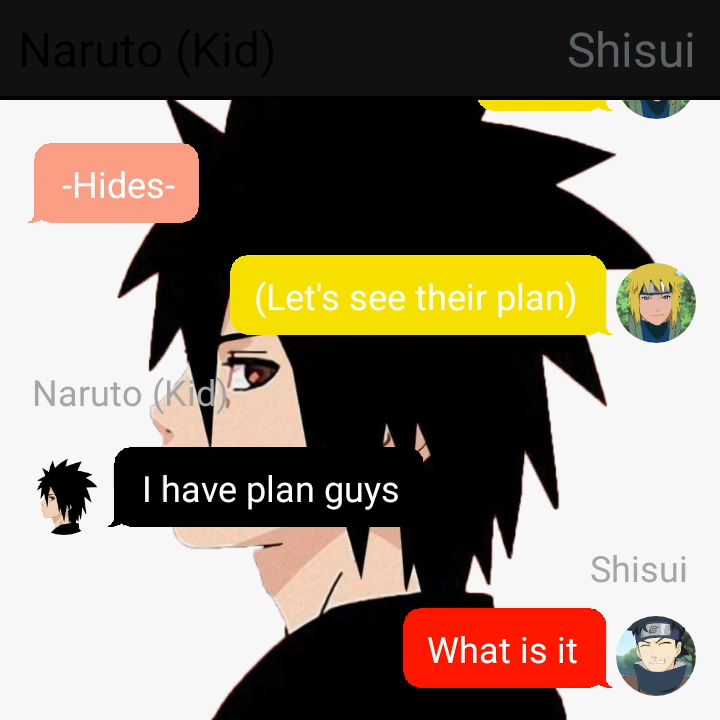 Naruto (Kid)
Shisui
-Hides-
(Let's see their plan)
Naruto (Kid)
I have plan guys
Shisui
What is it